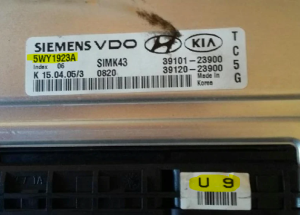 SIEMENS VDO KIA
5WY1923A
Index 06 SIMK43 39101-23900
K 15.04.05/3 0820 39120-23900
Made in
Korea
TC5G
U 9